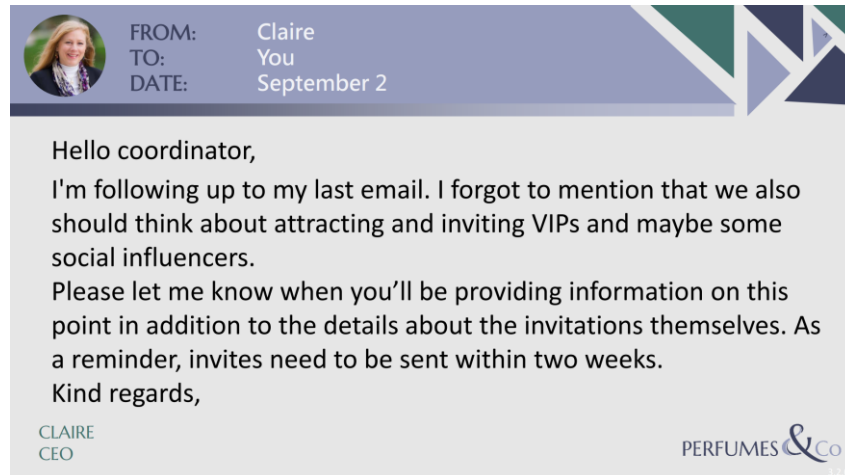 FROM: Claire
TO: You
DATE: September 2
Hello coordinator,
I'm following up to my last email. I forgot to mention that we also
should think about attracting and inviting VIPs and maybe some
social influencers.
Please let me know when you’ll be providing information on this
point in addition to the details about the invitations themselves. As
a reminder, invites need to be sent within two weeks.
Kind regards,
CLAIRE
CEO
PERFUMES & Co